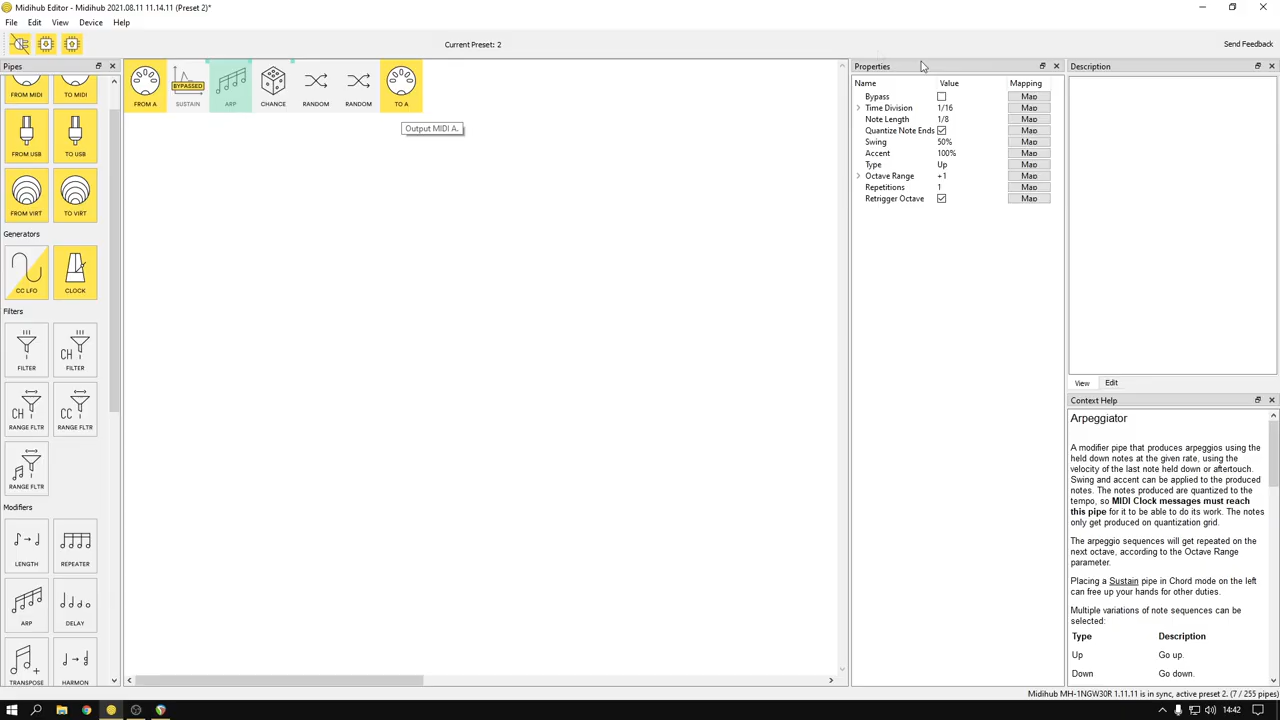 Midihub Editor - Midihub 2021.08.11 11.14.11 (Preset 2)*
File Edit View Device Help
Current Preset: 2
Send Feedback
Pipes
FROM MIDI TO MIDI
FROM USB TO USB
FROM VIRT TO VIRT
Generators
CC LFO CLOCK
Filters
CH
FILTER FILTER
CH CC
RANGE FLTR RANGE FLTR
RANGE FLTR
Modifiers
LENGTH REPEATER
ARP DELAY
TRANSPOSE HARMON
BYPASSED
FROM A SUSTAIN ARP CHANCE RANDOM RANDOM TO A
Output MIDI A.
Properties
Name Value Mapping
Bypass Map
Time Division 1/16 Map
Note Length 1/8 Map
Quantize Note Ends Map
Swing 50% Map
Accent 100% Map
Type Up Map
Octave Range +1 Map
Repetitions 1 Map
Retrigger Octave Map
Description
View Edit
Context Help
Arpeggiator
A modifier pipe that produces arpeggios using the
held down notes at the given rate, using the
velocity of the last note held down or aftertouch.
Swing and accent can be applied to the produced
notes. The notes produced are quantized to the
tempo, so MIDI Clock messages must reach
this pipe for it to be able to do its work. The notes
only get produced on quantization grid.
The arpeggio sequences will get repeated on the
next octave, according to the Octave Range
parameter.
Placing a Sustain pipe in Chord mode on the left
can free up your hands for other duties.
Multiple variations of note sequences can be
selected:
Type Description
Up Go up.
Down Go down.
Midihub MH-1NGW30R 1.11.11 is in sync, active preset 2. (7 / 255 pipes)
14:42